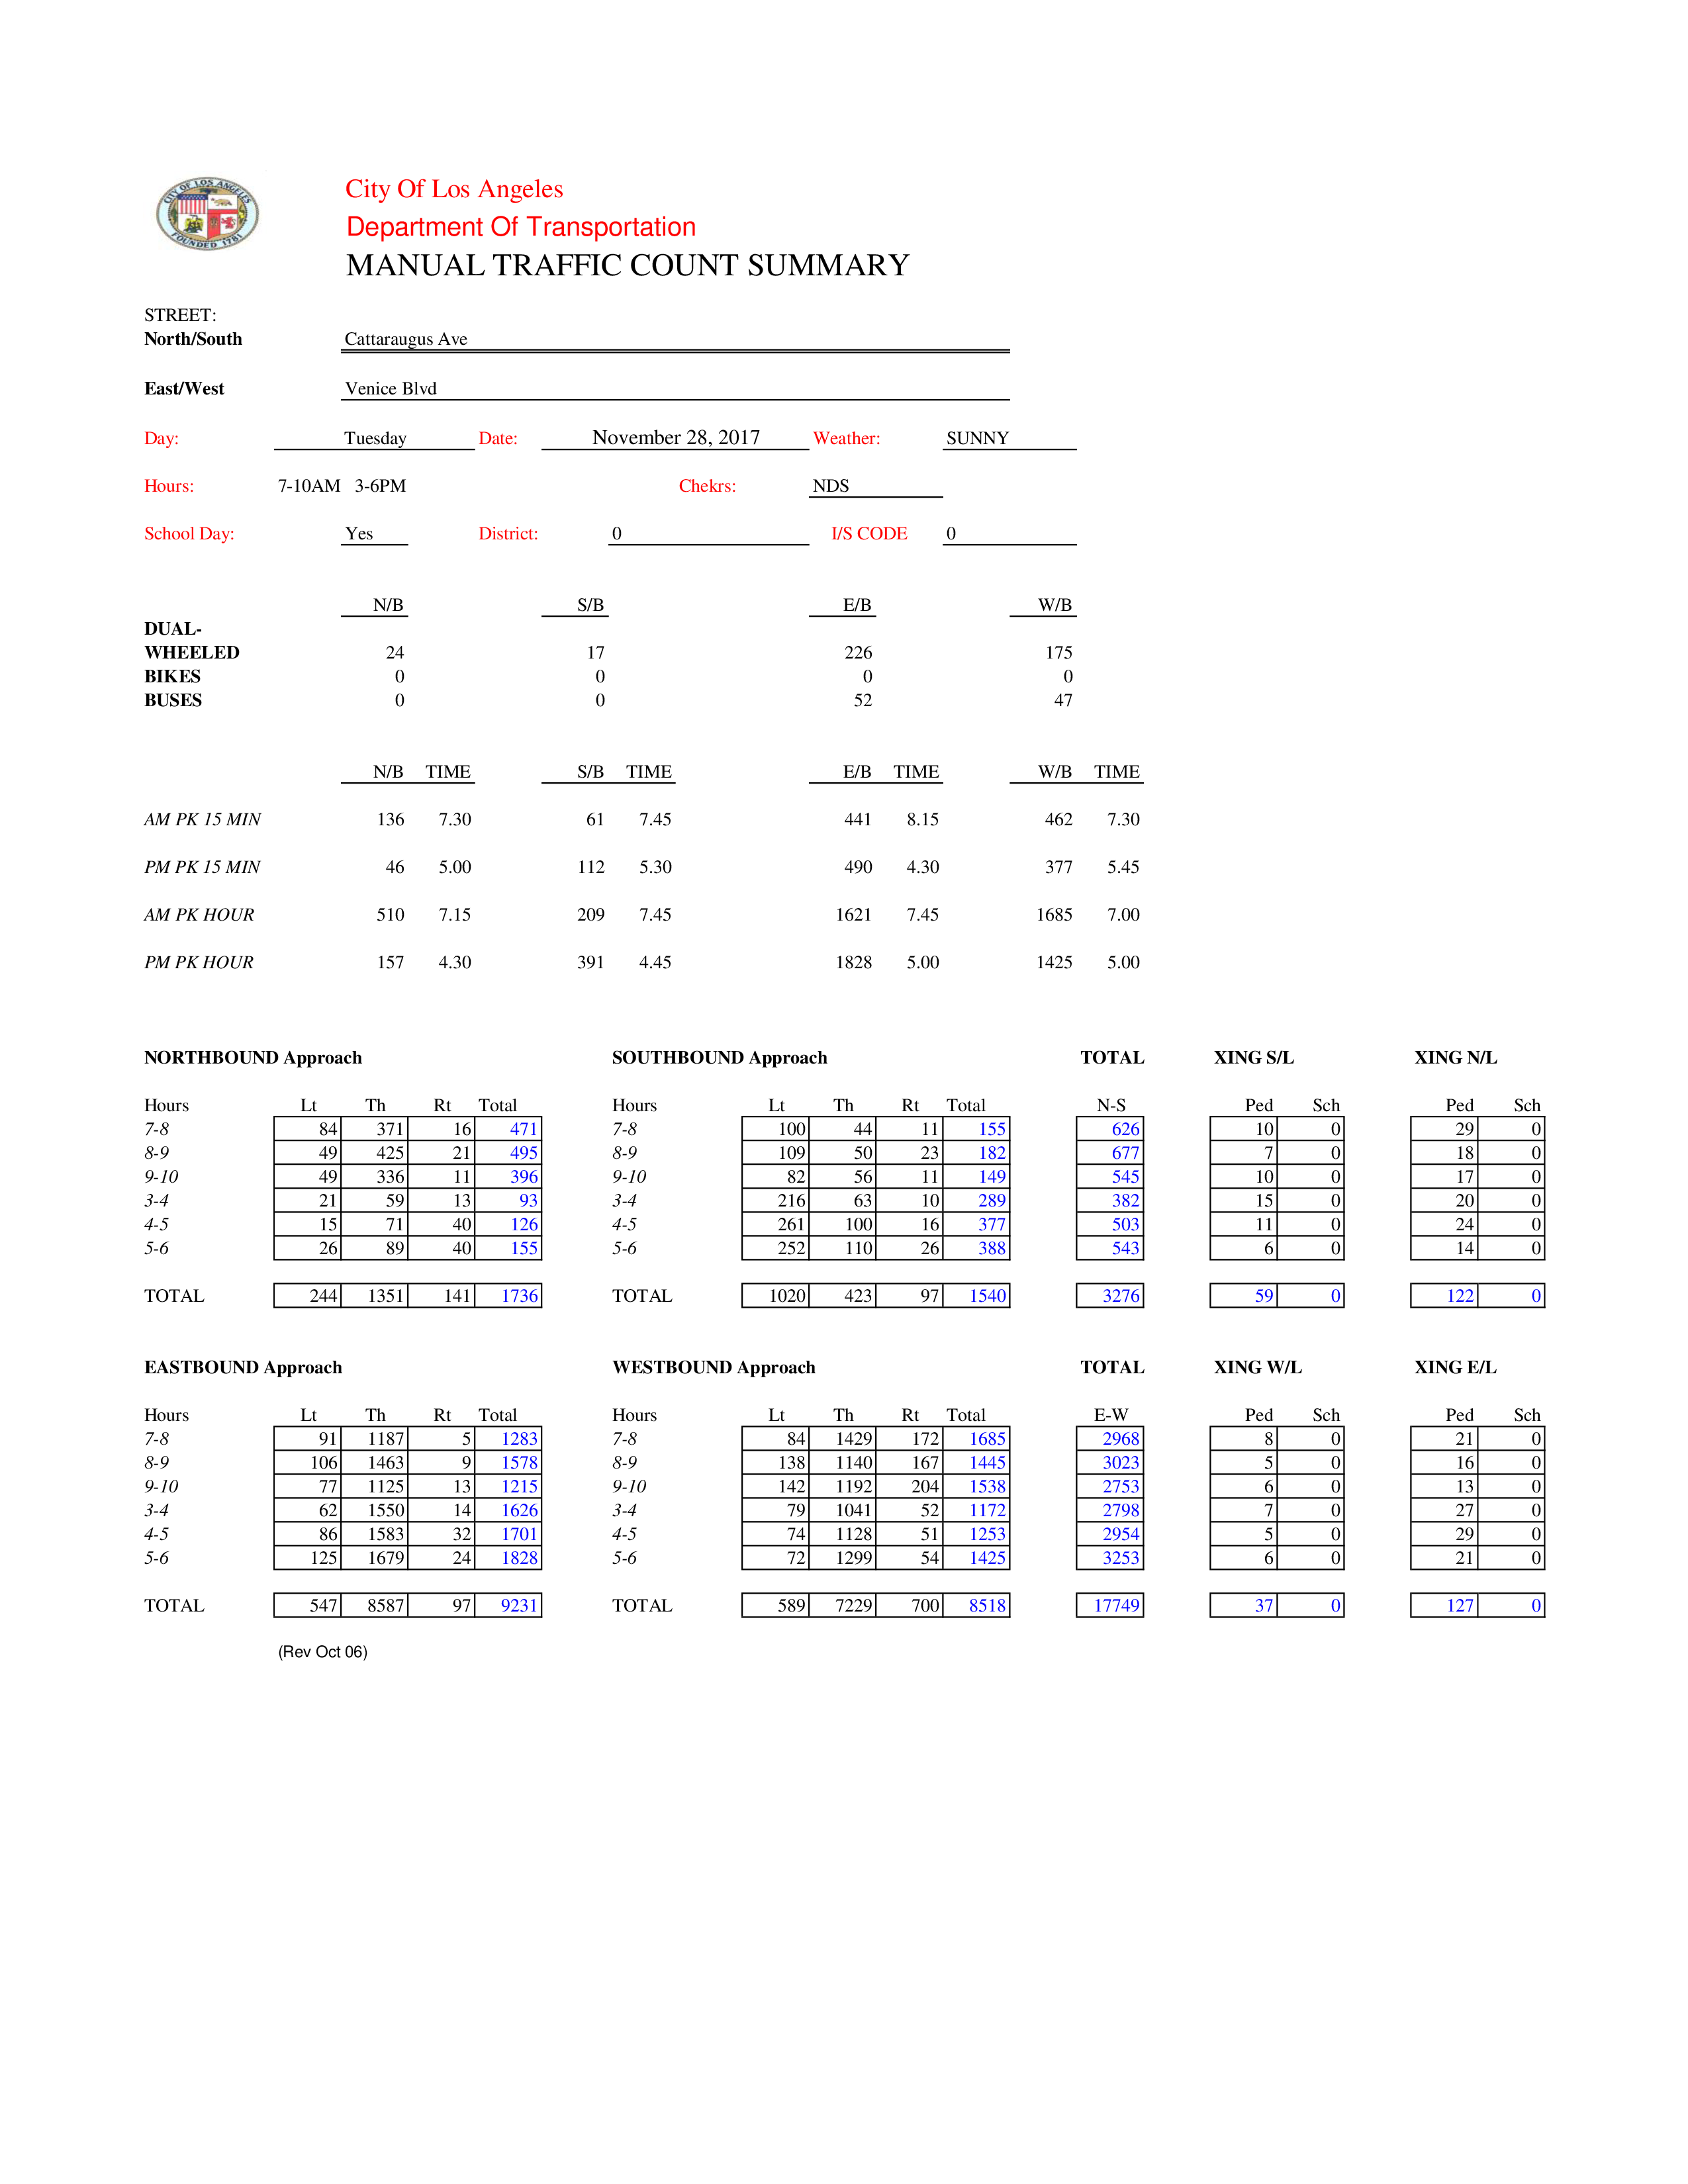 CITY OF LOS ANGELES
FOUNDED 1781
City Of Los Angeles
Department Of Transportation
MANUAL TRAFFIC COUNT SUMMARY
STREET:
North/South Cattaraugus Ave
East/West Venice Blvd
Day: Tuesday Date: November 28, 2017 Weather: SUNNY
Hours: 7-10AM 3-6PM Chekrs: NDS
School Day: Yes District: 0 I/S CODE 0
N/B S/B E/B W/B
DUAL-
WHEELED 24 17 226 175
BIKES 0 0 0 0
BUSES 0 0 52 47
N/B TIME S/B TIME E/B TIME W/B TIME
AM PK 15 MIN 136 7.30 61 7.45 441 8.15 462 7.30
PM PK 15 MIN 46 5.00 112 5.30 490 4.30 377 5.45
AM PK HOUR 510 7.15 209 7.45 1621 7.45 1685 7.00
PM PK HOUR 157 4.30 391 4.45 1828 5.00 1425 5.00
NORTHBOUND Approach SOUTHBOUND Approach TOTAL XING S/L XING N/L
Hours Lt Th Rt Total Hours Lt Th Rt Total N-S Ped Sch Ped Sch
7-8 84 371 16 471 7-8 100 44 11 155 626 10 0 29 0
8-9 49 425 21 495 8-9 109 50 23 182 677 7 0 18 0
9-10 49 336 11 396 9-10 82 56 11 149 545 10 0 17 0
3-4 21 59 13 93 3-4 216 63 10 289 382 15 0 20 0
4-5 15 71 40 126 4-5 261 100 16 377 503 11 0 24 0
5-6 26 89 40 155 5-6 252 110 26 388 543 6 0 14 0
TOTAL 244 1351 141 1736 TOTAL 1020 423 97 1540 3276 59 0 122 0
EASTBOUND Approach WESTBOUND Approach TOTAL XING W/L XING E/L
Hours Lt Th Rt Total Hours Lt Th Rt Total E-W Ped Sch Ped Sch
7-8 91 1187 5 1283 7-8 84 1429 172 1685 2968 8 0 21 0
8-9 106 1463 9 1578 8-9 138 1140 167 1445 3023 5 0 16 0
9-10 77 1125 13 1215 9-10 142 1192 204 1538 2753 6 0 13 0
3-4 62 1550 14 1626 3-4 79 1041 52 1172 2798 7 0 27 0
4-5 86 1583 32 1701 4-5 74 1128 51 1253 2954 5 0 29 0
5-6 125 1679 24 1828 5-6 72 1299 54 1425 3253 6 0 21 0
TOTAL 547 8587 97 9231 TOTAL 589 7229 700 8518 17749 37 0 127 0
(Rev Oct 06)